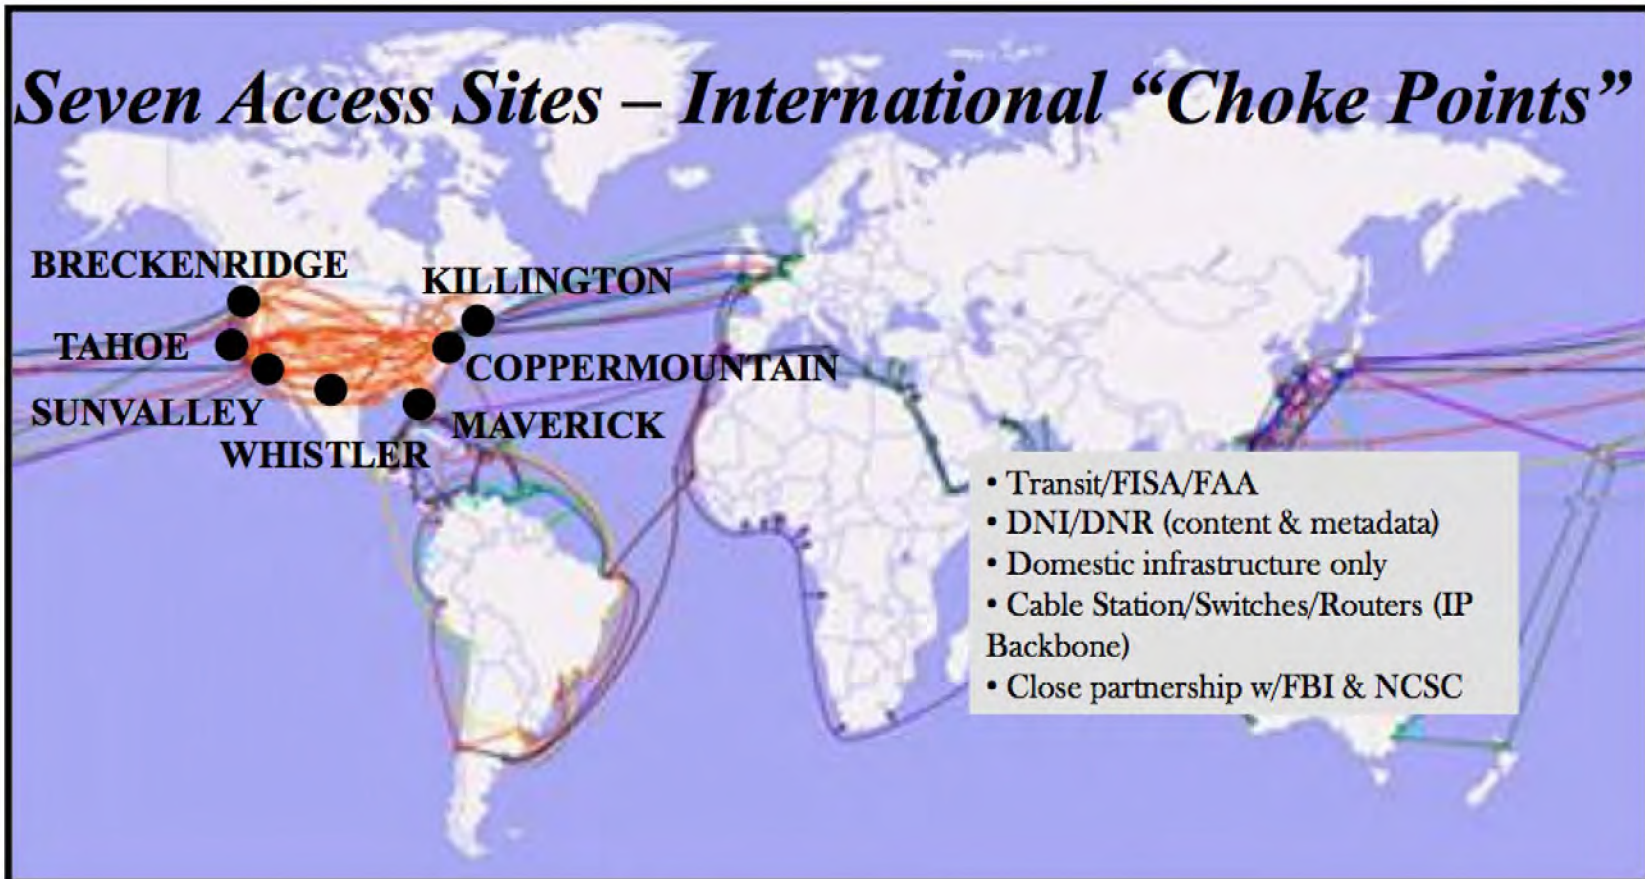 Seven Access Sites – International “Choke Points”
BRECKENRIDGE
KILLINGTON
TAHOE
COPPERMOUNTAIN
SUNVALLEY
MAVERICK
WHISTLER
• Transit/FISA/FAA
• DNI/DNR (content & metadata)
• Domestic infrastructure only
• Cable Station/Switches/Routers (IP
Backbone)
• Close partnership w/FBI & NCSC